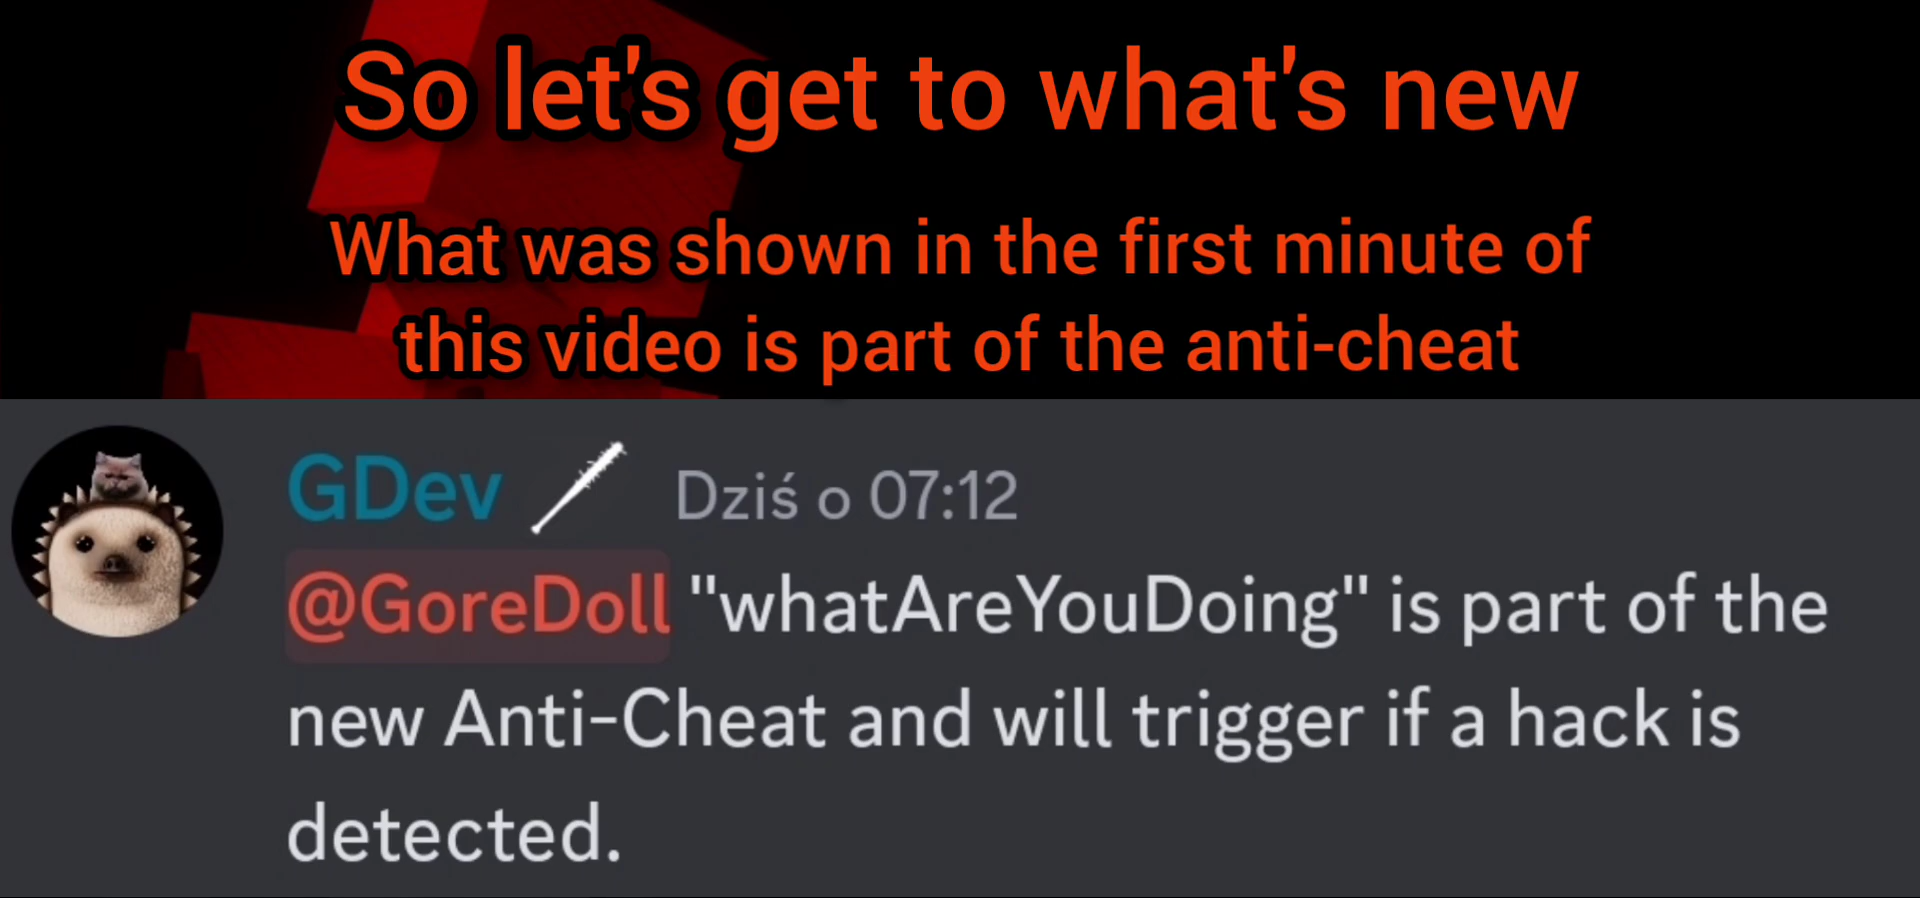 So let's get to what's new
What was shown in the first minute of
this video is part of the anti-cheat
GDev Dziś o 07:12
@GoreDoll "whatAreYouDoing" is part of the
new Anti-Cheat and will trigger if a hack is
detected.